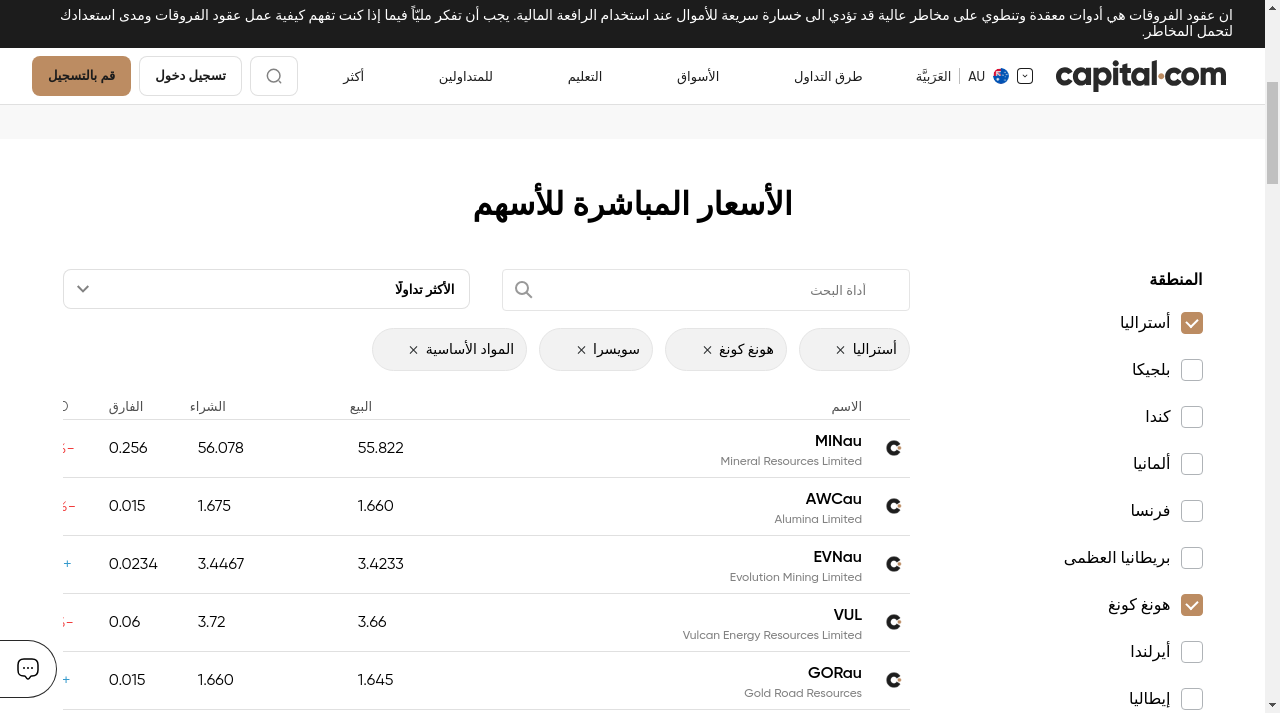 ان عقود الفروقات هي أدوات معقدة وتنطوي على مخاطر عالية قد تؤدي الى خسارة سريعة للأموال عند استخدام الرافعة المالية. يجب أن تفكر مليّاً فيما إذا كنت تفهم كيفية عمل عقود الفروقات ومدى استعدادك
لتحمل المخاطر.
capital.com AU العَرَبيَّة طرق التداول الأسواق التعليم للمتداولين أكثر تسجيل دخول قم بالتسجيل
الأسعار المباشرة للأسهم
المنطقة
أستراليا
بلجيكا
كندا
ألمانيا
فرنسا
بريطانيا العظمى
هونغ كونغ
أيرلندا
إيطاليا
أداة البحث
الأكثر تداولًا
أستراليا × هونغ كونغ × سويسرا × المواد الأساسية ×
الاسم البيع الشراء الفارق
MINau 55.822 56.078 0.256
Mineral Resources Limited
AWCau 1.660 1.675 0.015
Alumina Limited
EVNau 3.4233 3.4467 0.0234 +
Evolution Mining Limited
VUL 3.66 3.72 0.06
Vulcan Energy Resources Limited
GORau 1.645 1.660 0.015 +
Gold Road Resources